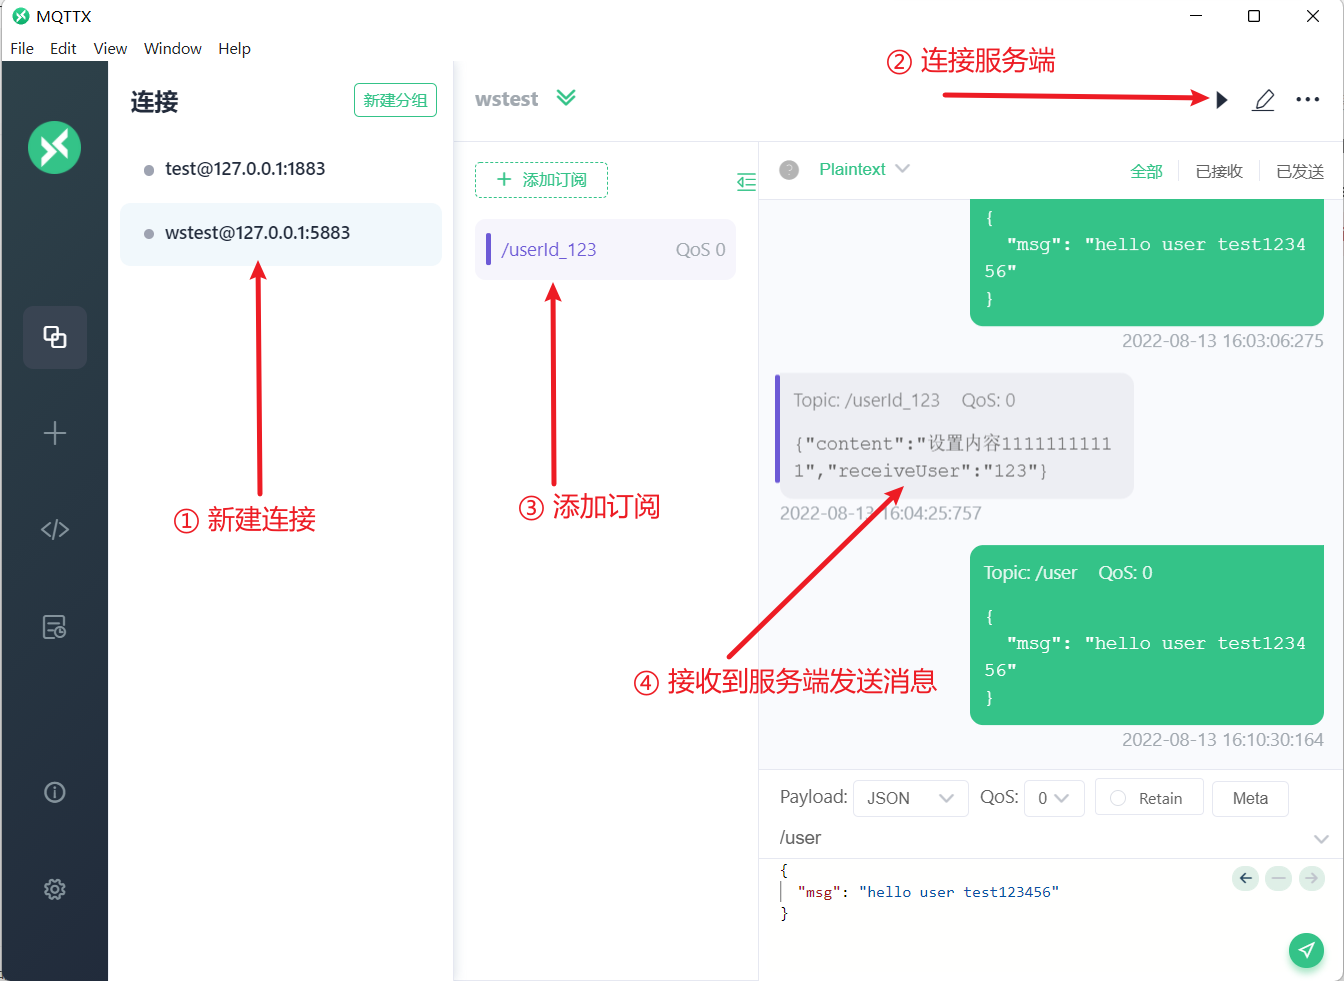 MQTTX
File Edit View Window Help
连接
新建分组
test@127.0.0.1:1883
wstest@127.0.0.1:5883
① 新建连接
wstest
② 连接服务端
添加订阅
/userId_123 QoS 0
③ 添加订阅
Plaintext
全部 已接收 已发送
{
"msg": "hello user test1234
56"
}
2022-08-13 16:03:06:275
Topic: /userId_123 QoS: 0
{"content":"设置内容1111111111
1","receiveUser":"123"}
2022-08-13 16:04:25:757
④ 接收到服务端发送消息
Topic: /user QoS: 0
{
"msg": "hello user test1234
56"
}
2022-08-13 16:10:30:164
Payload: JSON QoS: 0 Retain Meta
/user
{
"msg": "hello user test123456"
}